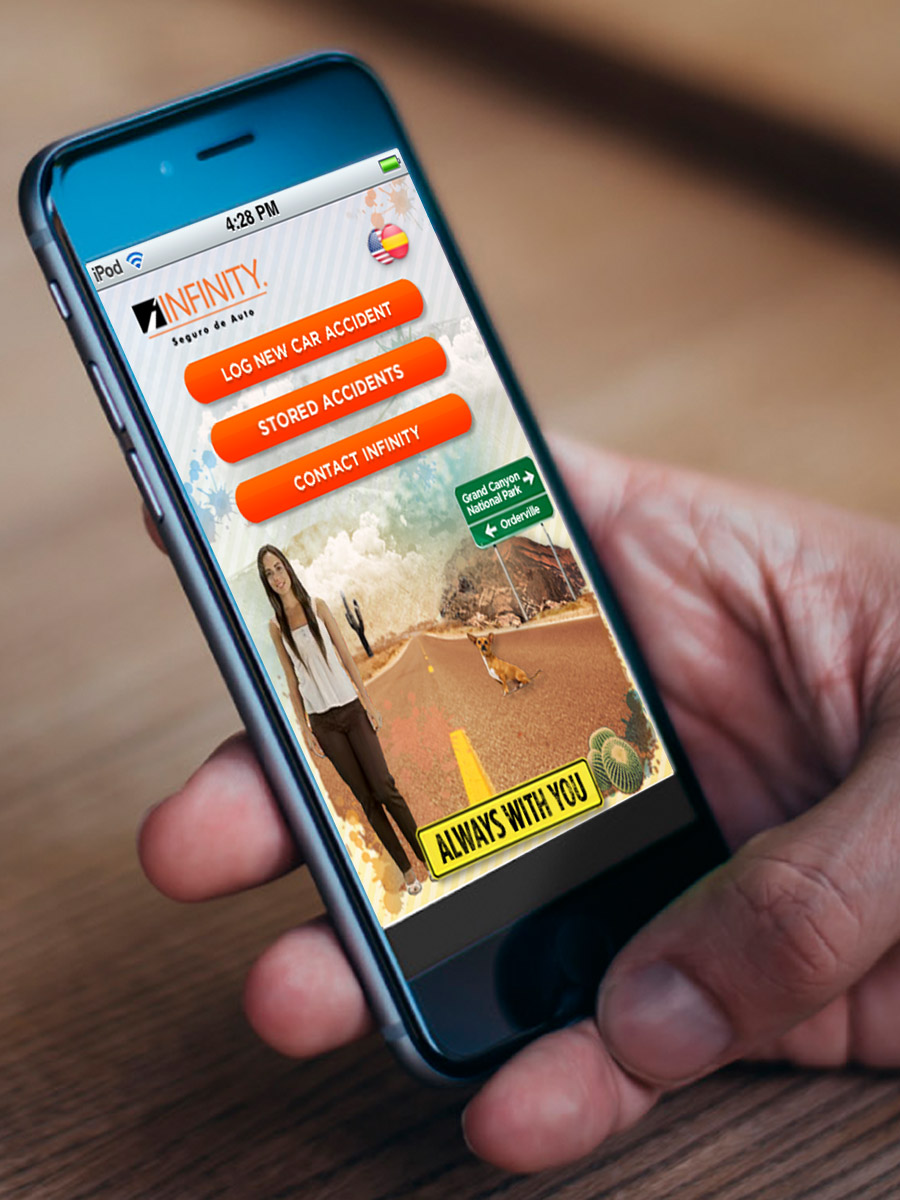 iPod
4:28 PM
iINFINITY.
Seguro de Auto
LOG NEW CAR ACCIDENT
STORED ACCIDENTS
CONTACT INFINITY
Grand Canyon
National Park
Orderville
ALWAYS WITH YOU